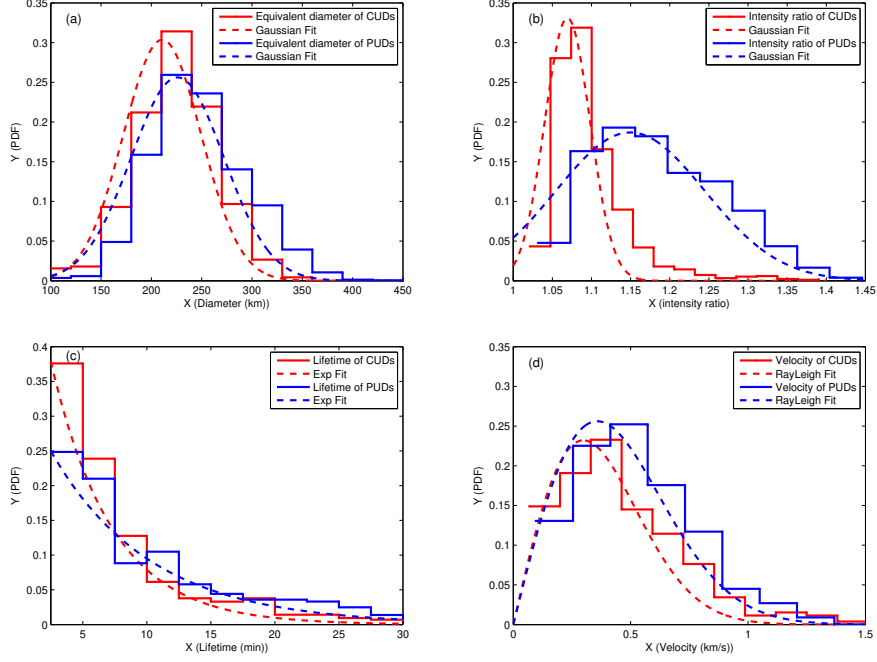 (a)
Equivalent diameter of CUDs
Gaussian Fit
Equivalent diameter of PUDs
Gaussian Fit
0.35
0.3
0.25
0.2
0.15
0.1
0.05
0
Y (PDF)
100 150 200 250 300 350 400 450
X (Diameter (km))
(b)
Intensity ratio of CUDs
Gaussian Fit
Intensity ratio of PUDs
Gaussian Fit
0.35
0.3
0.25
0.2
0.15
0.1
0.05
0
Y (PDF)
1 1.05 1.1 1.15 1.2 1.25 1.3 1.35 1.4 1.45
X (intensity ratio)
(c)
Lifetime of CUDs
Exp Fit
Lifetime of PUDs
Exp Fit
0.4
0.35
0.3
0.25
0.2
0.15
0.1
0.05
0
Y (PDF)
5 10 15 20 25 30
X (Lifetime (min))
(d)
Velocity of CUDs
RayLeigh Fit
Velocity of PUDs
RayLeigh Fit
0.35
0.3
0.25
0.2
0.15
0.1
0.05
0
Y (PDF)
0 0.5 1 1.5
X (Velocity (km/s))